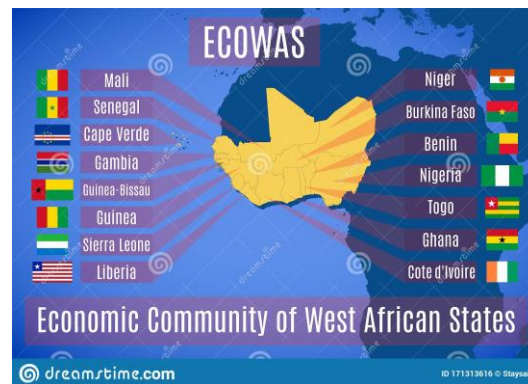 ECOWAS
Mali
Senegal
Cape Verde
Gambia
Guinea-Bissau
Guinea
Sierra Leone
Liberia
Niger
Burkina Faso
Benin
Nigeria
Togo
Ghana
Cote d'Ivoire
Economic Community of West African States
dreamstime.com
ID 171313616 © Staysa